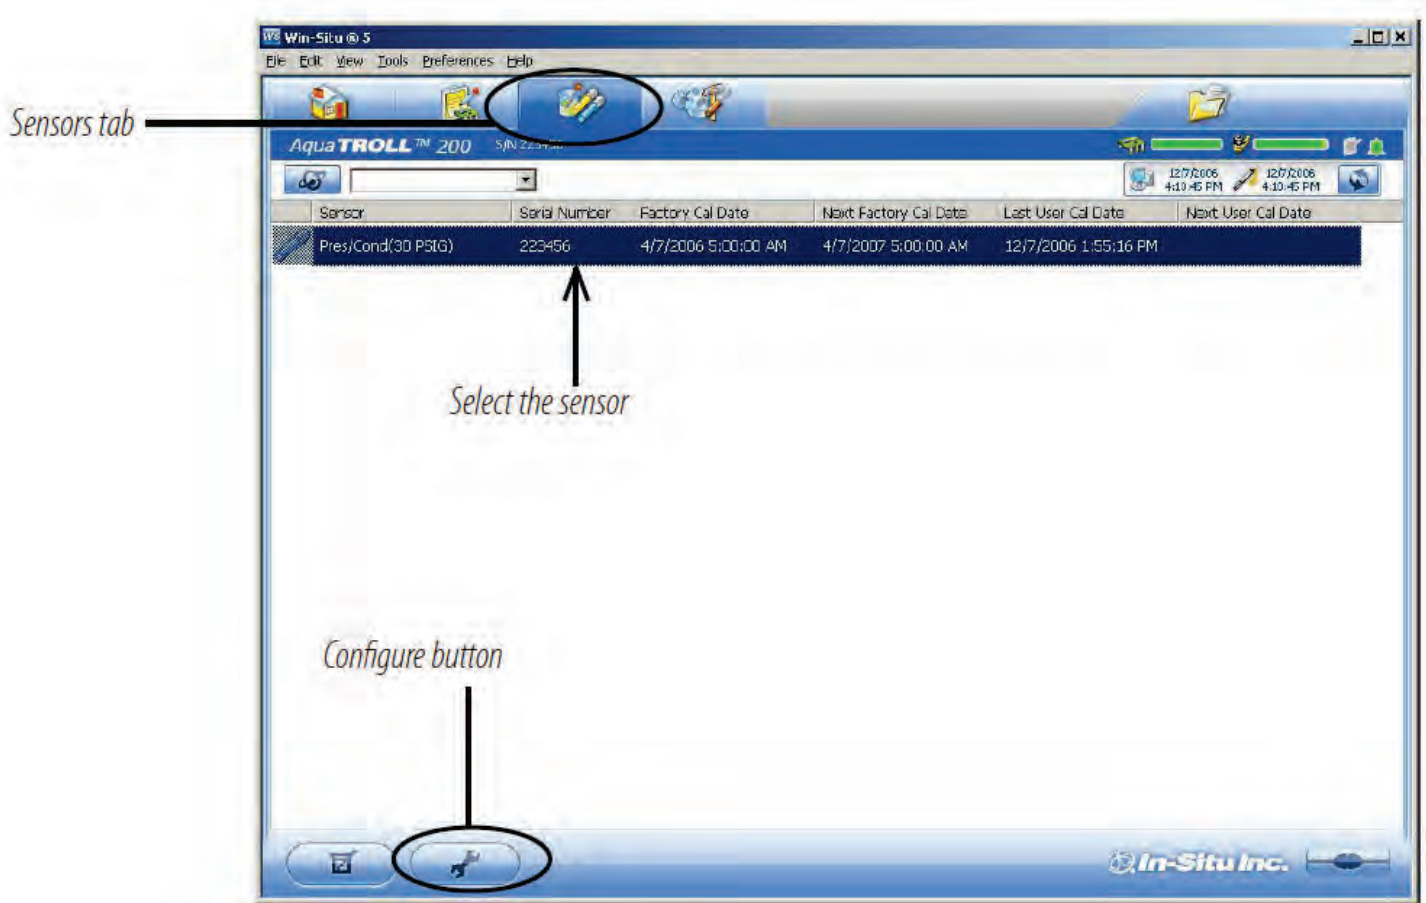 Win-Situ ® 5
File Edit View Tools Preferences Help
Sensors tab
Aqua TROLL™ 200 S/N 223456
12/7/2006 4:10:45 PM 12/7/2006 4:10:45 PM
Sensor Serial Number Factory Cal Date Next Factory Cal Date Last User Cal Date Next User Cal Date
Pres/Cond(30 PSIG) 223456 4/7/2006 5:00:00 AM 4/7/2007 5:00:00 AM 12/7/2006 1:55:16 PM
Select the sensor
Configure button
In-Situ Inc.